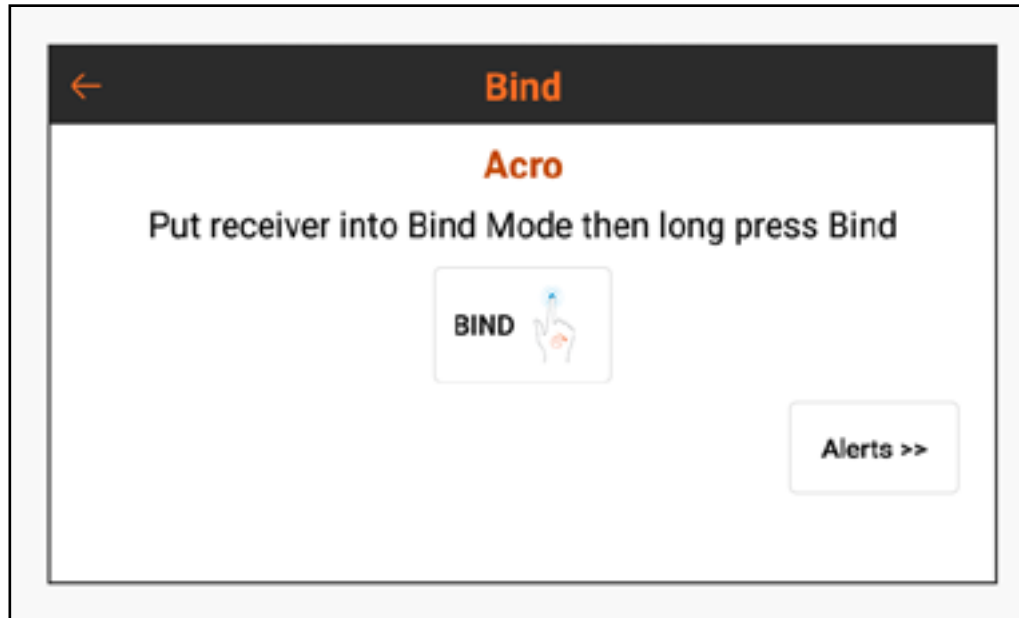 Bind
Acro
Put receiver into Bind Mode then long press Bind
BIND
Alerts >>